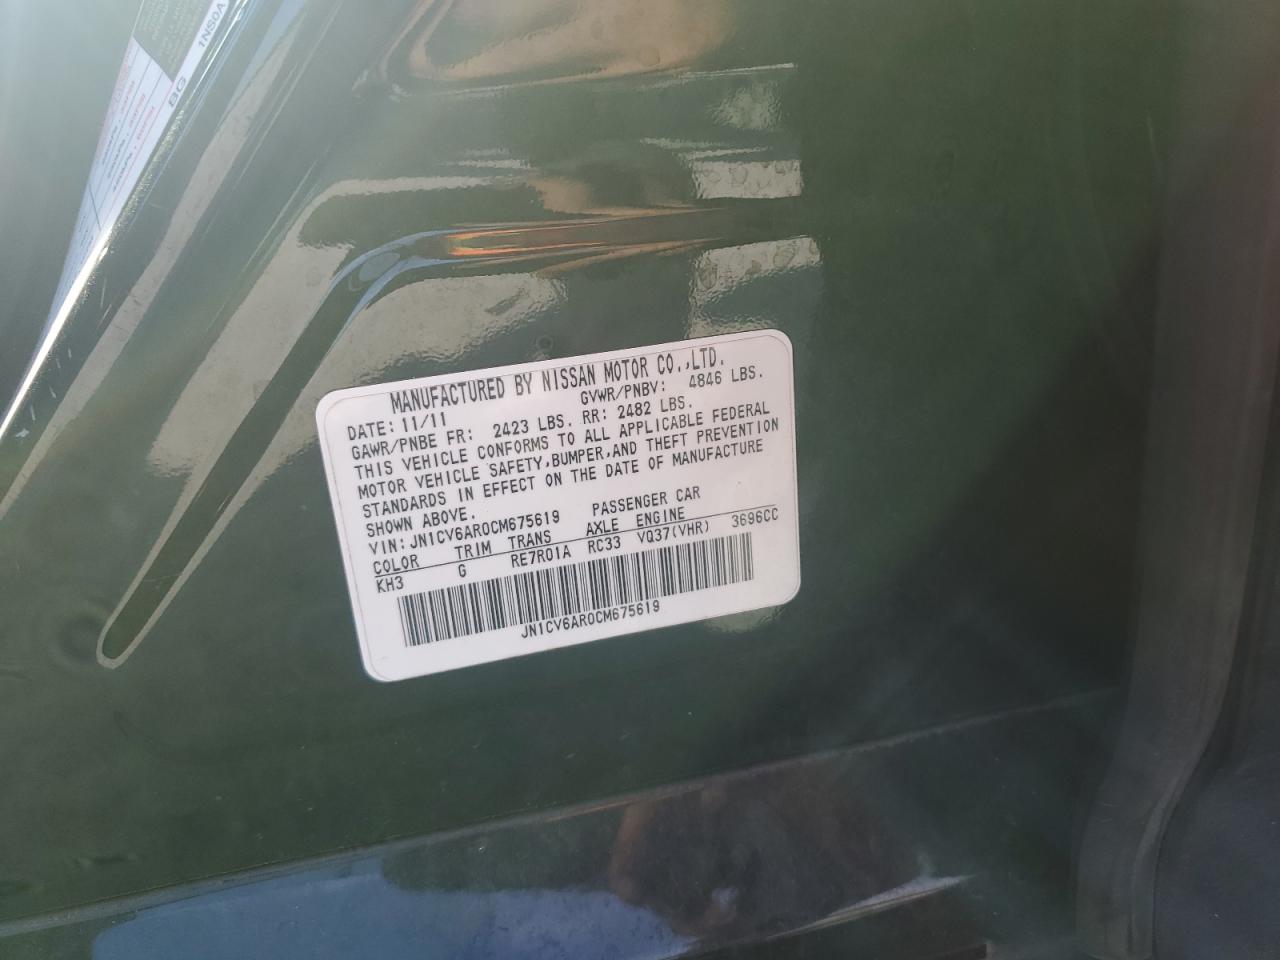 1NS0A
BG
MANUFACTURED BY NISSAN MOTOR CO.,LTD.
DATE: 11/11 GVWR/PNBV: 4846 LBS.
GAWR/PNBE FR: 2423 LBS. RR: 2482 LBS.
THIS VEHICLE CONFORMS TO ALL APPLICABLE FEDERAL
MOTOR VEHICLE SAFETY,BUMPER,AND THEFT PREVENTION
STANDARDS IN EFFECT ON THE DATE OF MANUFACTURE
SHOWN ABOVE.
VIN: JN1CV6AR0CM675619 PASSENGER CAR
COLOR TRIM TRANS AXLE ENGINE
KH3 G RE7R01A RC33 VQ37(VHR) 3696CC
JN1CV6AR0CM675619